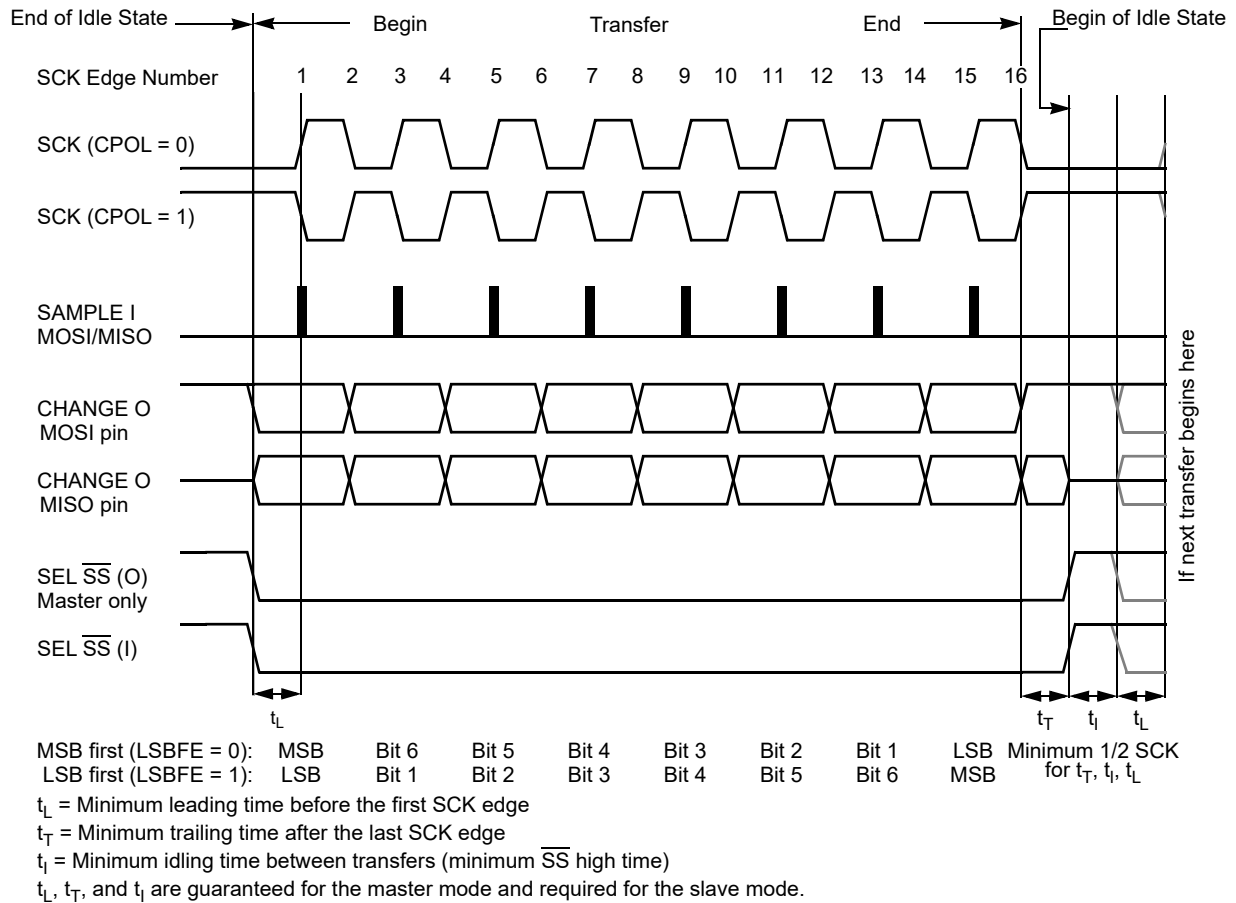 End of Idle State
Begin
Transfer
End
Begin of Idle State
SCK Edge Number
1 2 3 4 5 6 7 8 9 10 11 12 13 14 15 16
SCK (CPOL = 0)
SCK (CPOL = 1)
SAMPLE I
MOSI/MISO
CHANGE O
MOSI pin
CHANGE O
MISO pin
SEL S̅S̅ (O)
Master only
SEL S̅S̅ (I)
If next transfer begins here
tL
tT
tI
tL
MSB first (LSBFE = 0): MSB Bit 6 Bit 5 Bit 4 Bit 3 Bit 2 Bit 1 LSB
LSB first (LSBFE = 1): LSB Bit 1 Bit 2 Bit 3 Bit 4 Bit 5 Bit 6 MSB
Minimum 1/2 SCK
for tT, tI, tL
tL = Minimum leading time before the first SCK edge
tT = Minimum trailing time after the last SCK edge
tI = Minimum idling time between transfers (minimum S̅S̅ high time)
tL, tT, and tI are guaranteed for the master mode and required for the slave mode.